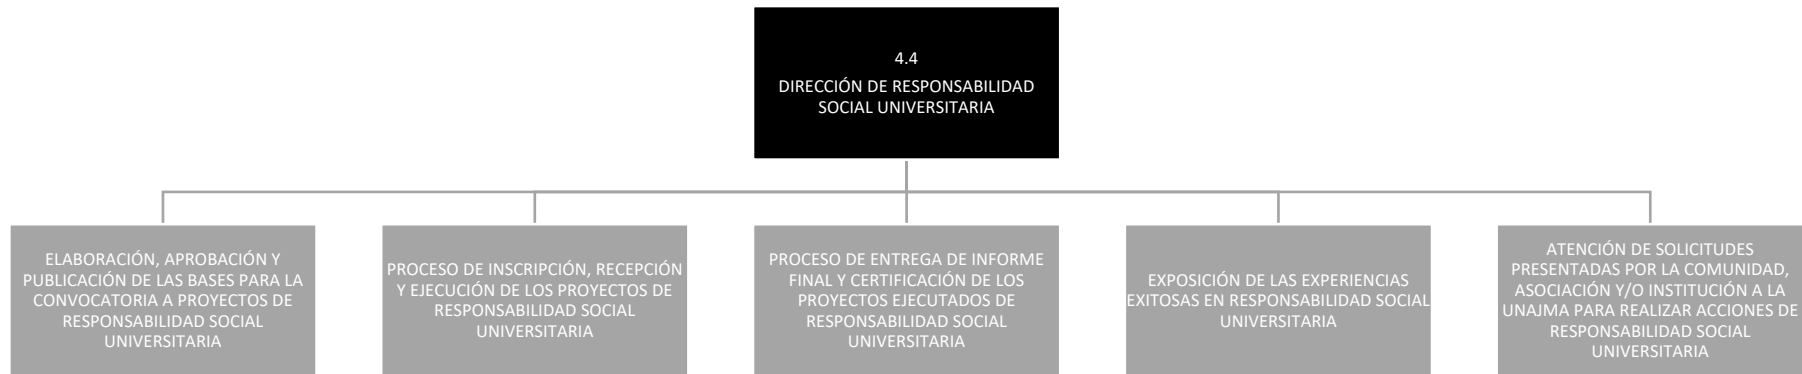 4.4
DIRECCIÓN DE RESPONSABILIDAD
SOCIAL UNIVERSITARIA
ELABORACIÓN, APROBACIÓN Y
PUBLICACIÓN DE LAS BASES PARA LA
CONVOCATORIA A PROYECTOS DE
RESPONSABILIDAD SOCIAL
UNIVERSITARIA
PROCESO DE INSCRIPCIÓN, RECEPCIÓN
Y EJECUCIÓN DE LOS PROYECTOS DE
RESPONSABILIDAD SOCIAL
UNIVERSITARIA
PROCESO DE ENTREGA DE INFORME
FINAL Y CERTIFICACIÓN DE LOS
PROYECTOS EJECUTADOS DE
RESPONSABILIDAD SOCIAL
UNIVERSITARIA
EXPOSICIÓN DE LAS EXPERIENCIAS
EXITOSAS EN RESPONSABILIDAD SOCIAL
UNIVERSITARIA
ATENCIÓN DE SOLICITUDES
PRESENTADAS POR LA COMUNIDAD,
ASOCIACIÓN Y/O INSTITUCIÓN A LA
UNAJMA PARA REALIZAR ACCIONES DE
RESPONSABILIDAD SOCIAL
UNIVERSITARIA